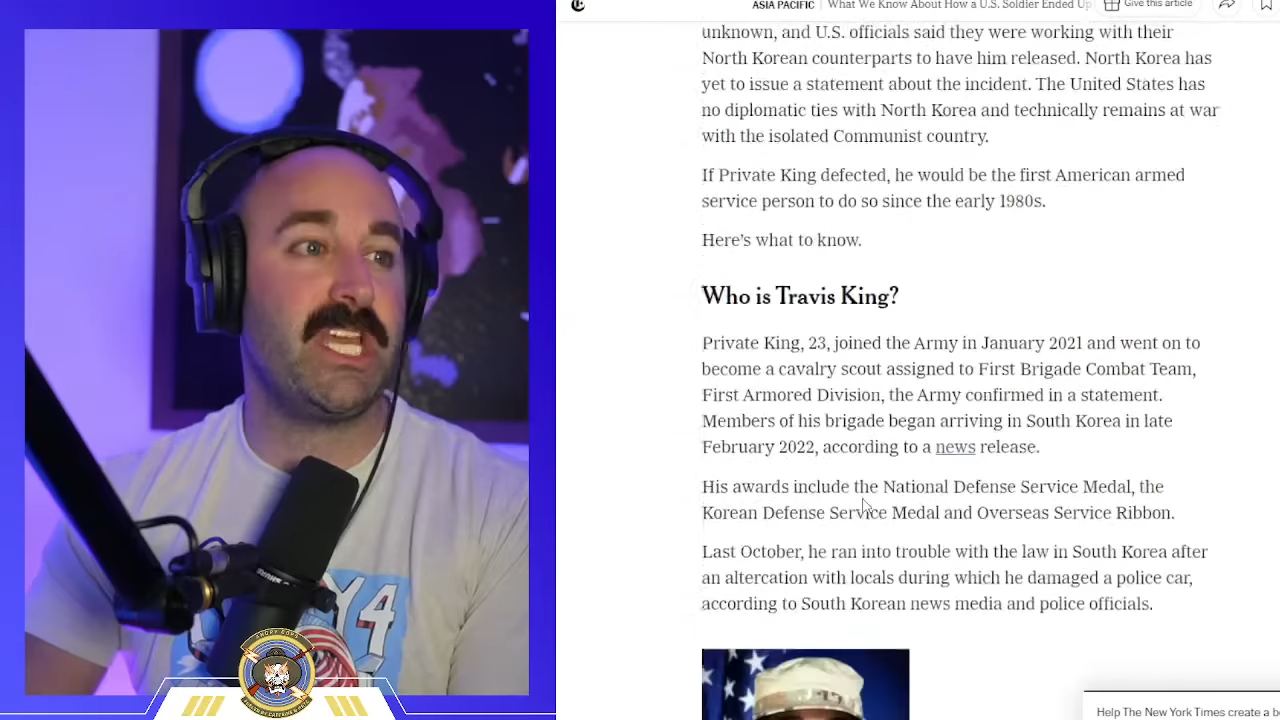 ASIA PACIFIC | What We Know About How a U.S. Soldier Ended Up
Give this article
unknown, and U.S. officials said they were working with their
North Korean counterparts to have him released. North Korea has
yet to issue a statement about the incident. The United States has
no diplomatic ties with North Korea and technically remains at war
with the isolated Communist country.
If Private King defected, he would be the first American armed
service person to do so since the early 1980s.
Here’s what to know.
Who is Travis King?
Private King, 23, joined the Army in January 2021 and went on to
become a cavalry scout assigned to First Brigade Combat Team,
First Armored Division, the Army confirmed in a statement.
Members of his brigade began arriving in South Korea in late
February 2022, according to a news release.
His awards include the National Defense Service Medal, the
Korean Defense Service Medal and Overseas Service Ribbon.
Last October, he ran into trouble with the law in South Korea after
an altercation with locals during which he damaged a police car,
according to South Korean news media and police officials.
Help The New York Times create a b
Y4
ANGRY COPS